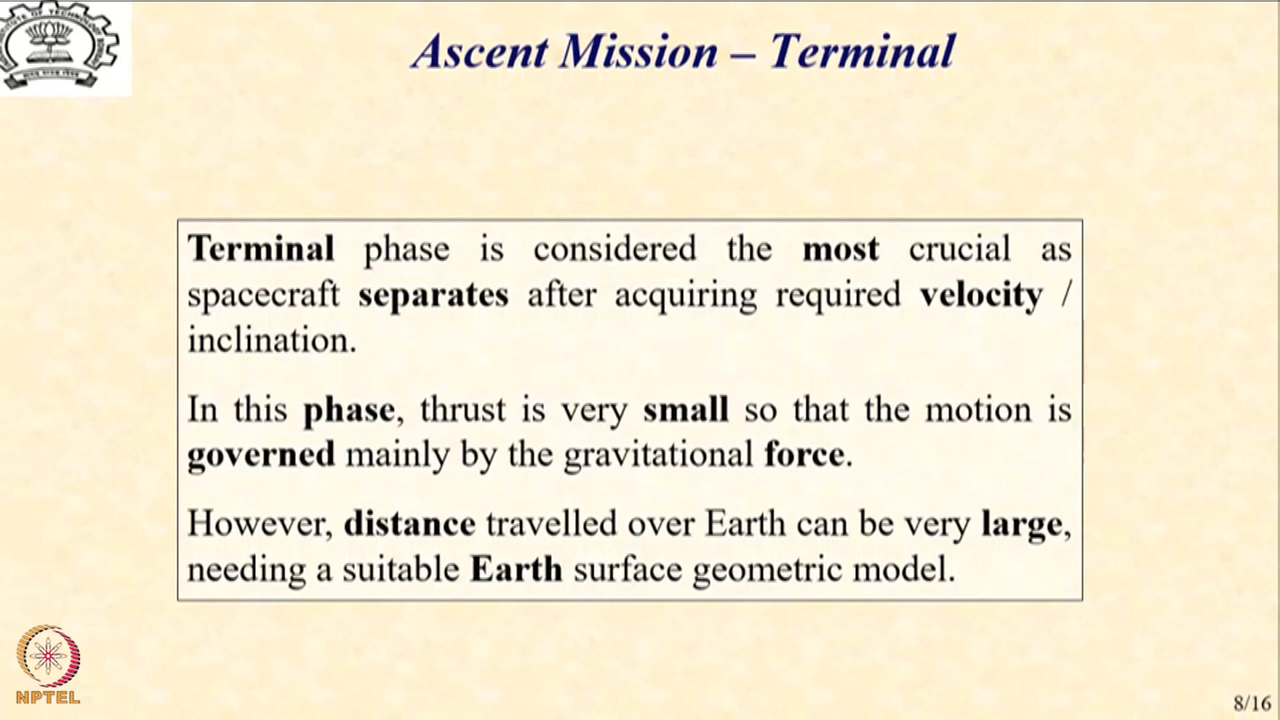 Ascent Mission – Terminal
Terminal phase is considered the most crucial as
spacecraft separates after acquiring required velocity /
inclination.
In this phase, thrust is very small so that the motion is
governed mainly by the gravitational force.
However, distance travelled over Earth can be very large,
needing a suitable Earth surface geometric model.
NPTEL
8/16